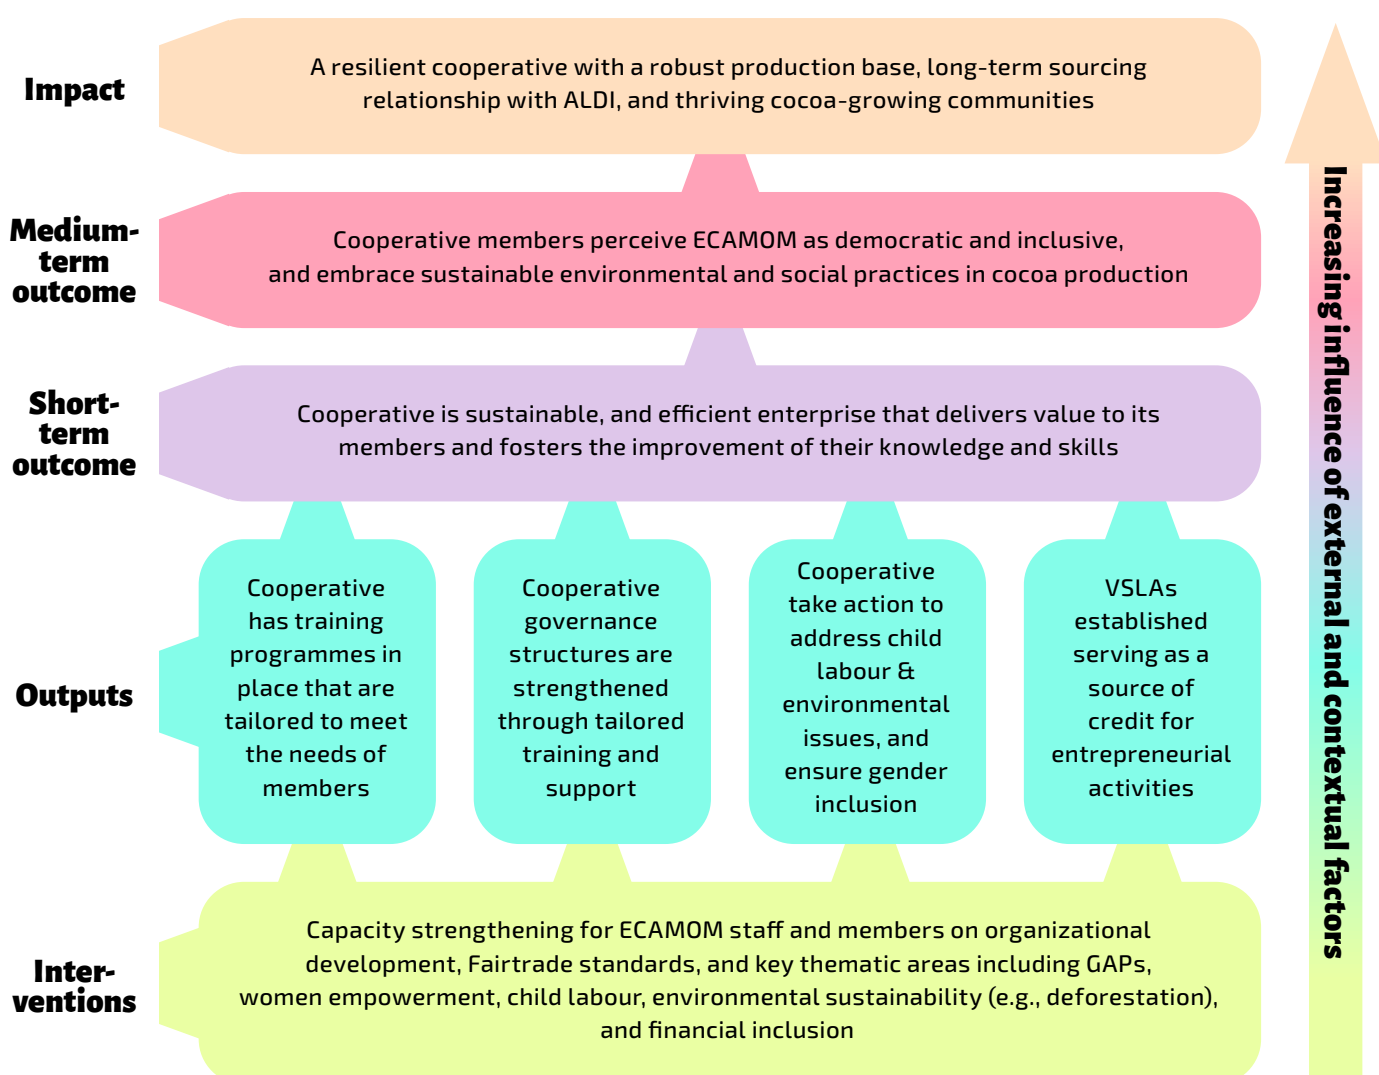 Impact
A resilient cooperative with a robust production base, long-term sourcing
relationship with ALDI, and thriving cocoa-growing communities
Medium-
term
outcome
Cooperative members perceive ECAMOM as democratic and inclusive,
and embrace sustainable environmental and social practices in cocoa production
Short-
term
outcome
Cooperative is sustainable, and efficient enterprise that delivers value to its
members and fosters the improvement of their knowledge and skills
Outputs
Cooperative
has training
programmes in
place that are
tailored to meet
the needs of
members
Cooperative
governance
structures are
strengthened
through tailored
training and
support
Cooperative
take action to
address child
labour &
environmental
issues, and
ensure gender
inclusion
VSLAs
established
serving as a
source of
credit for
entrepreneurial
activities
Inter-
ventions
Capacity strengthening for ECAMOM staff and members on organizational
development, Fairtrade standards, and key thematic areas including GAPs,
women empowerment, child labour, environmental sustainability (e.g., deforestation),
and financial inclusion
Increasing influence of external and contextual factors